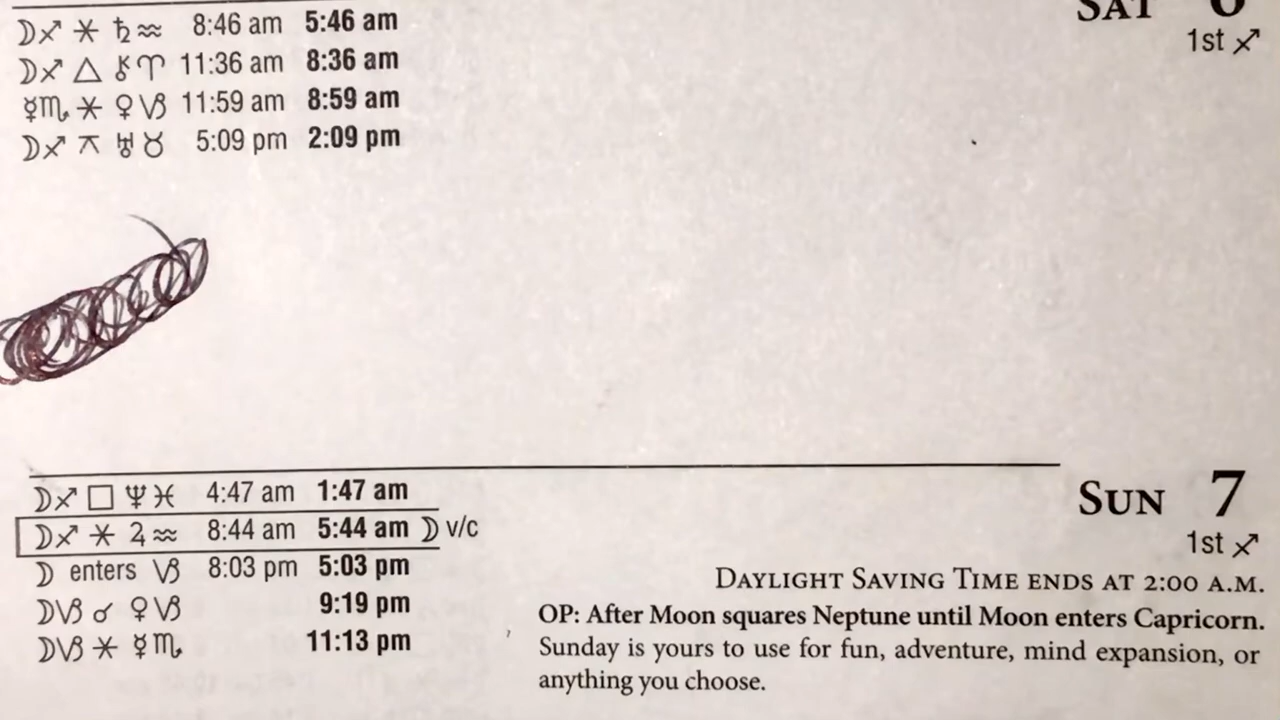 ☽♐ ⚹ ♄♒ 8:46 am 5:46 am
SAT 6
☽♐ △ ⚷♈ 11:36 am 8:36 am
1st ♐
☿♏ ⚹ ♀♑ 11:59 am 8:59 am
☽♐ ⚻ ♅♉ 5:09 pm 2:09 pm
☽♐ □ ♆♓ 4:47 am 1:47 am
SUN 7
☽♐ ⚹ ♃♒ 8:44 am 5:44 am ☽ v/c
1st ♐
☽ enters ♑ 8:03 pm 5:03 pm
☽♑ ☌ ♀♑ 9:19 pm
☽♑ ⚹ ☿♏ 11:13 pm
DAYLIGHT SAVING TIME ENDS AT 2:00 A.M.
OP: After Moon squares Neptune until Moon enters Capricorn.
Sunday is yours to use for fun, adventure, mind expansion, or
anything you choose.